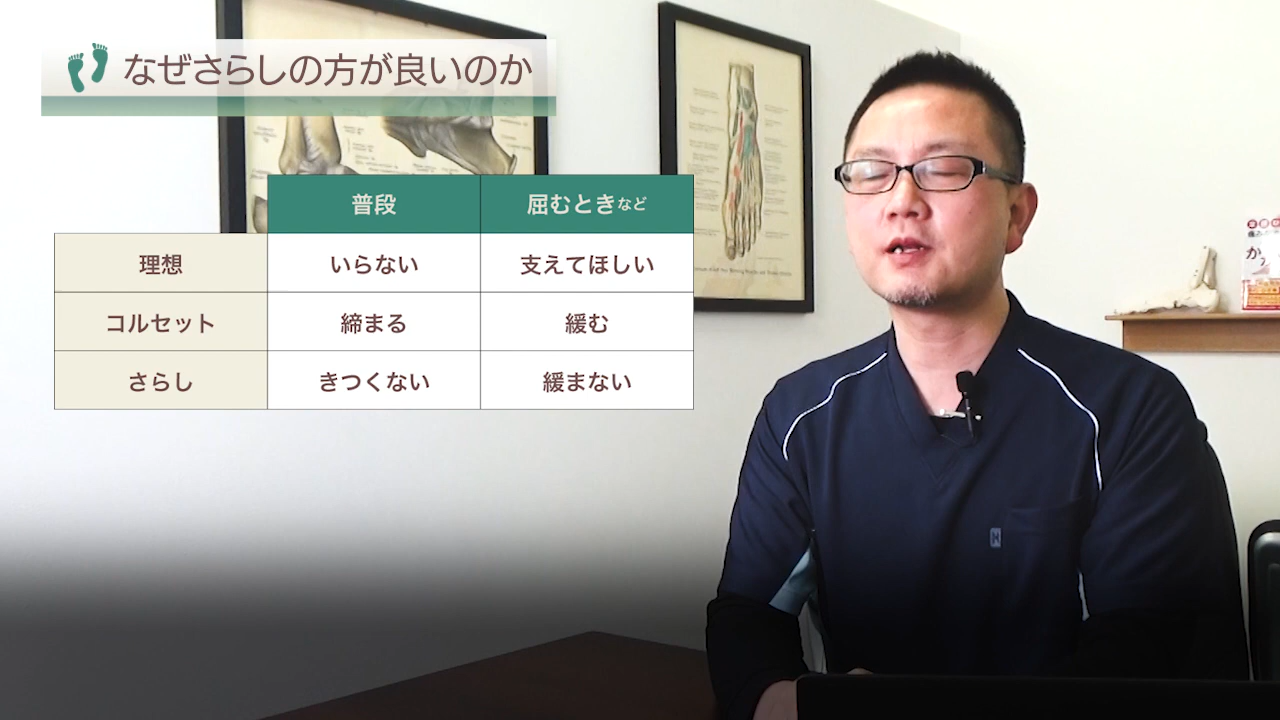 なぜさらしの方が良いのか
普段 屈むときなど
理想 いらない 支えてほしい
コルセット 締まる 緩む
さらし きつくない 緩まない